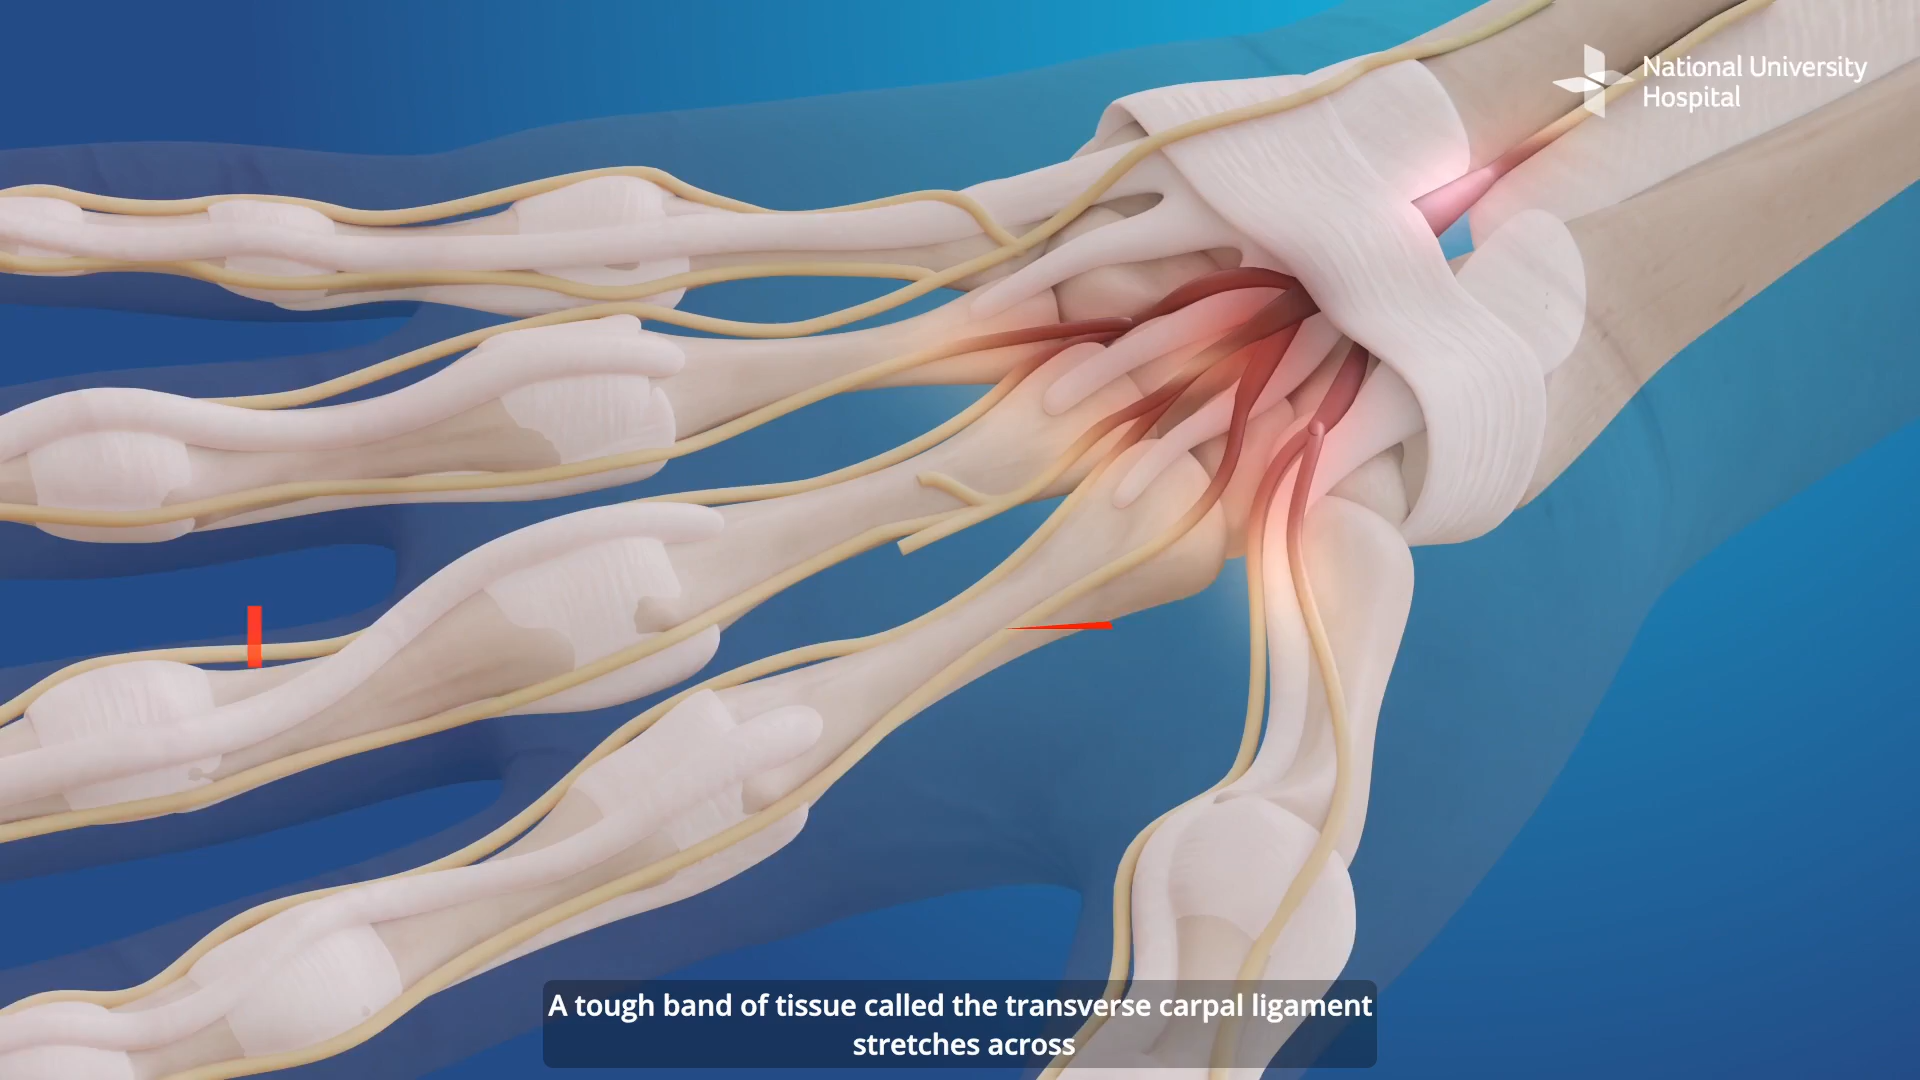 National University
Hospital
A tough band of tissue called the transverse carpal ligament
stretches across